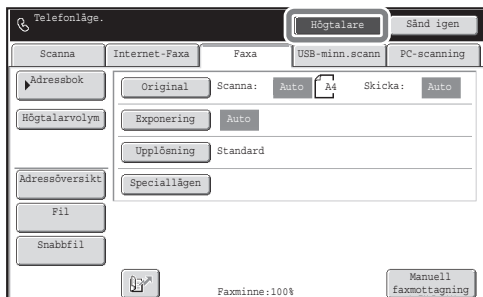 Telefonläge.
Högtalare Sänd igen
Scanna Internet-Faxa Faxa USB-minn.scann PC-scanning
Adressbok Original Scanna: Auto A4 Skicka: Auto
Högtalarvolym Exponering Auto
Upplösning Standard
Adressöversikt Speciallägen
Fil
Snabbfil
Manuell
Faxminne:100% faxmottagning